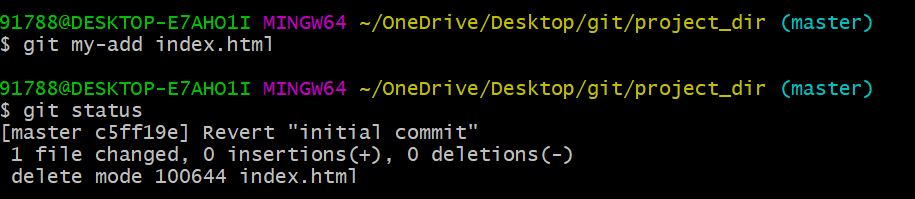 91788@DESKTOP-E7AHO1I MINGW64 ~/OneDrive/Desktop/git/project_dir (master)
$ git my-add index.html
91788@DESKTOP-E7AHO1I MINGW64 ~/OneDrive/Desktop/git/project_dir (master)
$ git status
[master c5ff19e] Revert "initial commit"
1 file changed, 0 insertions(+), 0 deletions(-)
delete mode 100644 index.html